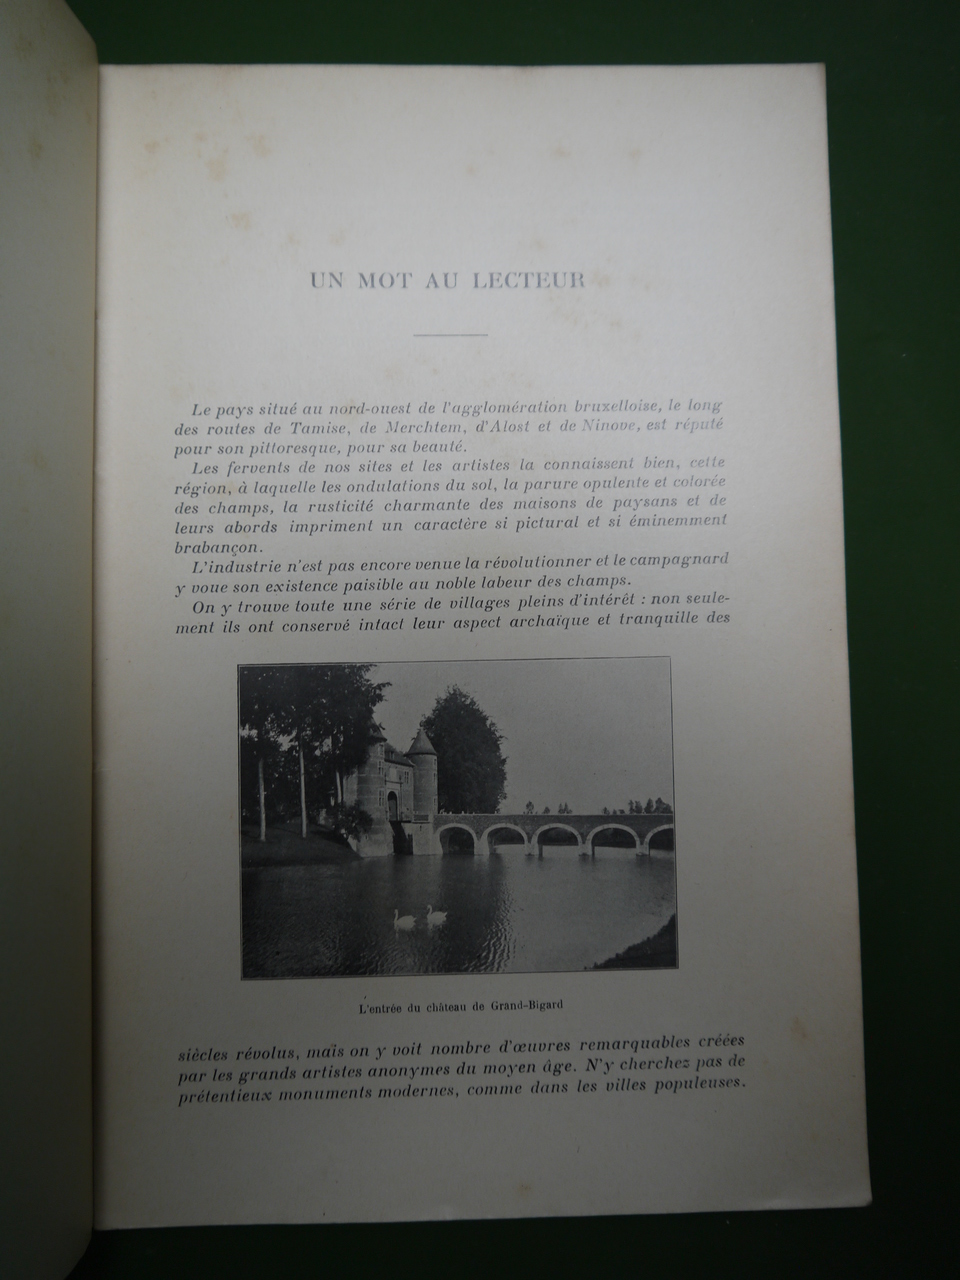 UN MOT AU LECTEUR
Le pays situé au nord-ouest de l'agglomération bruxelloise, le long
des routes de Tamise, de Merchtem, d'Alost et de Ninove, est réputé
pour son pittoresque, pour sa beauté.
Les fervents de nos sites et les artistes la connaissent bien, cette
région, à laquelle les ondulations du sol, la parure opulente et colorée
des champs, la rusticité charmante des maisons de paysans et de
leurs abords impriment un caractère si pictural et si éminemment
brabançon.
L'industrie n'est pas encore venue la révolutionner et le campagnard
y voue son existence paisible au noble labeur des champs.
On y trouve toute une série de villages pleins d'intérêt : non seule-
ment ils ont conservé intact leur aspect archaïque et tranquille des
L'entrée du château de Grand-Bigard
siècles révolus, mais on y voit nombre d'œuvres remarquables créées
par les grands artistes anonymes du moyen âge. N'y cherchez pas de
prétentieux monuments modernes, comme dans les villes populeuses.